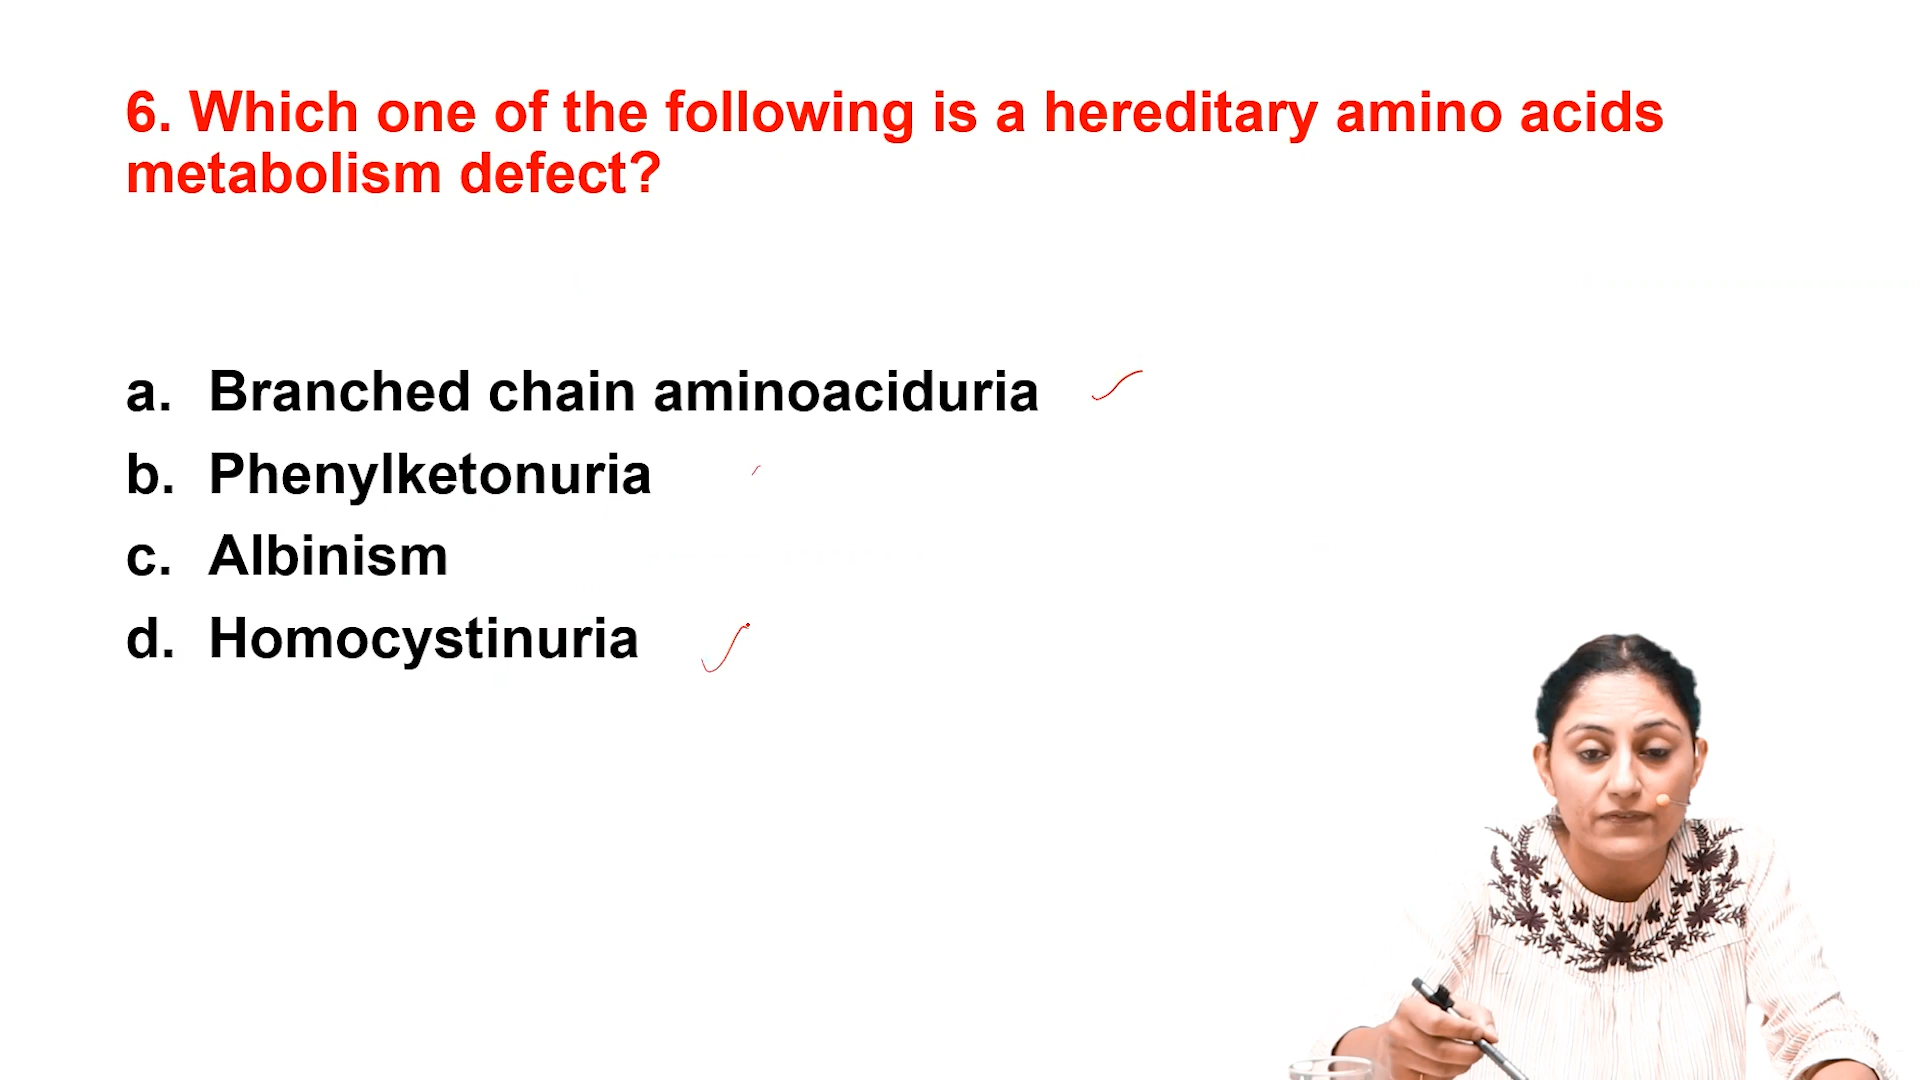 6. Which one of the following is a hereditary amino acids
metabolism defect?
a. Branched chain aminoaciduria
b. Phenylketonuria
c. Albinism
d. Homocystinuria